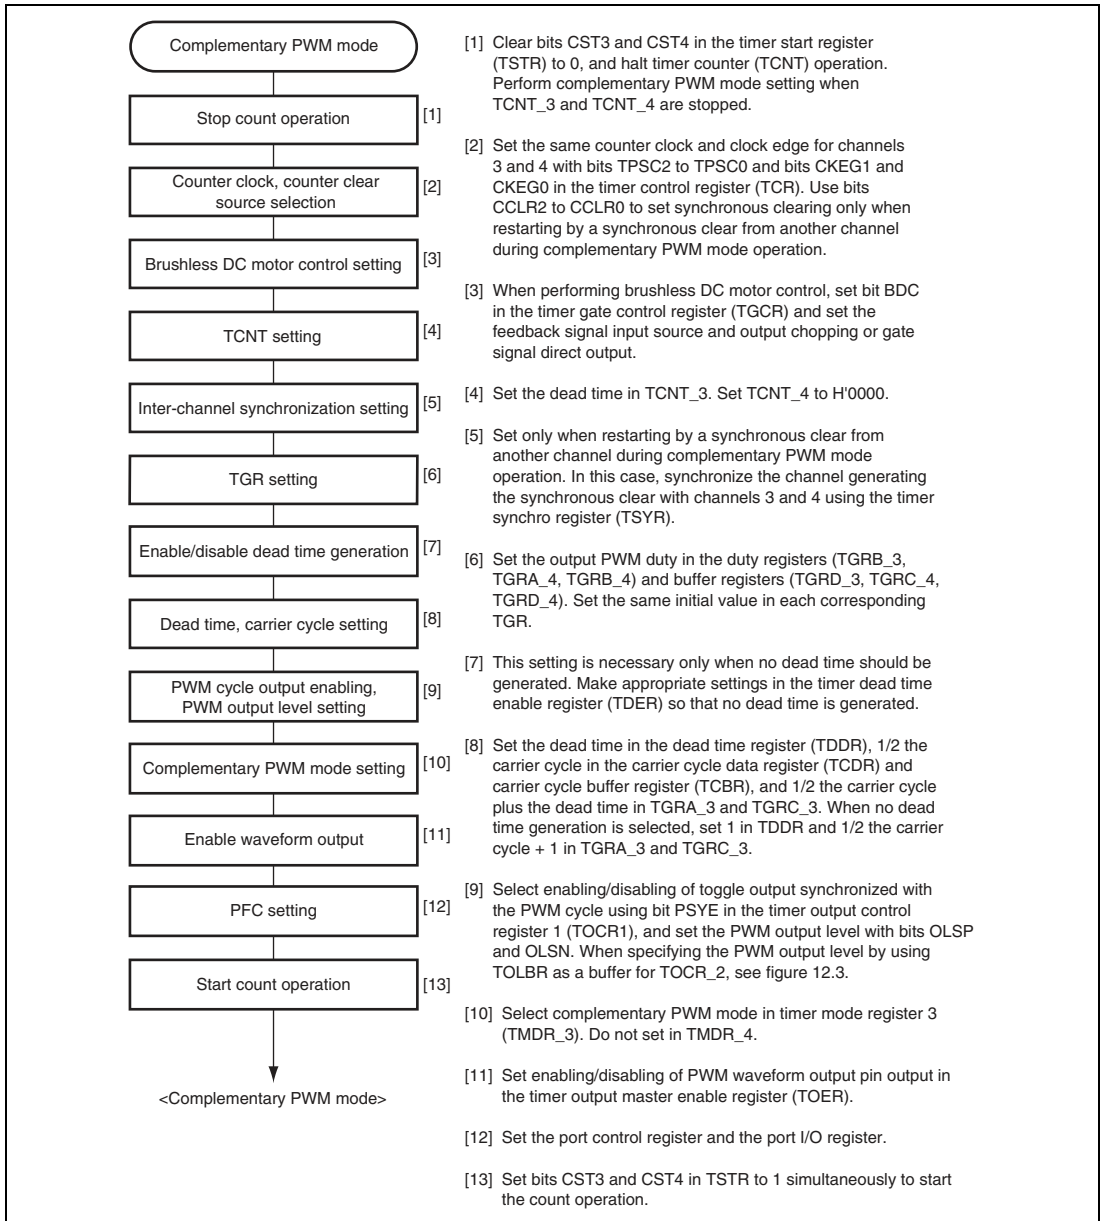 Complementary PWM mode
Stop count operation
[1]
Counter clock, counter clear
source selection
[2]
Brushless DC motor control setting
[3]
TCNT setting
[4]
Inter-channel synchronization setting
[5]
TGR setting
[6]
Enable/disable dead time generation
[7]
Dead time, carrier cycle setting
[8]
PWM cycle output enabling,
PWM output level setting
[9]
Complementary PWM mode setting
[10]
Enable waveform output
[11]
PFC setting
[12]
Start count operation
[13]
<Complementary PWM mode>
[1] Clear bits CST3 and CST4 in the timer start register
(TSTR) to 0, and halt timer counter (TCNT) operation.
Perform complementary PWM mode setting when
TCNT_3 and TCNT_4 are stopped.
[2] Set the same counter clock and clock edge for channels
3 and 4 with bits TPSC2 to TPSC0 and bits CKEG1 and
CKEG0 in the timer control register (TCR). Use bits
CCLR2 to CCLR0 to set synchronous clearing only when
restarting by a synchronous clear from another channel
during complementary PWM mode operation.
[3] When performing brushless DC motor control, set bit BDC
in the timer gate control register (TGCR) and set the
feedback signal input source and output chopping or gate
signal direct output.
[4] Set the dead time in TCNT_3. Set TCNT_4 to H'0000.
[5] Set only when restarting by a synchronous clear from
another channel during complementary PWM mode
operation. In this case, synchronize the channel generating
the synchronous clear with channels 3 and 4 using the timer
synchro register (TSYR).
[6] Set the output PWM duty in the duty registers (TGRB_3,
TGRA_4, TGRB_4) and buffer registers (TGRD_3, TGRC_4,
TGRD_4). Set the same initial value in each corresponding
TGR.
[7] This setting is necessary only when no dead time should be
generated. Make appropriate settings in the timer dead time
enable register (TDER) so that no dead time is generated.
[8] Set the dead time in the dead time register (TDDR), 1/2 the
carrier cycle in the carrier cycle data register (TCDR) and
carrier cycle buffer register (TCBR), and 1/2 the carrier cycle
plus the dead time in TGRA_3 and TGRC_3. When no dead
time generation is selected, set 1 in TDDR and 1/2 the carrier
cycle + 1 in TGRA_3 and TGRC_3.
[9] Select enabling/disabling of toggle output synchronized with
the PWM cycle using bit PSYE in the timer output control
register 1 (TOCR1), and set the PWM output level with bits OLSP
and OLSN. When specifying the PWM output level by using
TOLBR as a buffer for TOCR_2, see figure 12.3.
[10] Select complementary PWM mode in timer mode register 3
(TMDR_3). Do not set in TMDR_4.
[11] Set enabling/disabling of PWM waveform output pin output in
the timer output master enable register (TOER).
[12] Set the port control register and the port I/O register.
[13] Set bits CST3 and CST4 in TSTR to 1 simultaneously to start
the count operation.